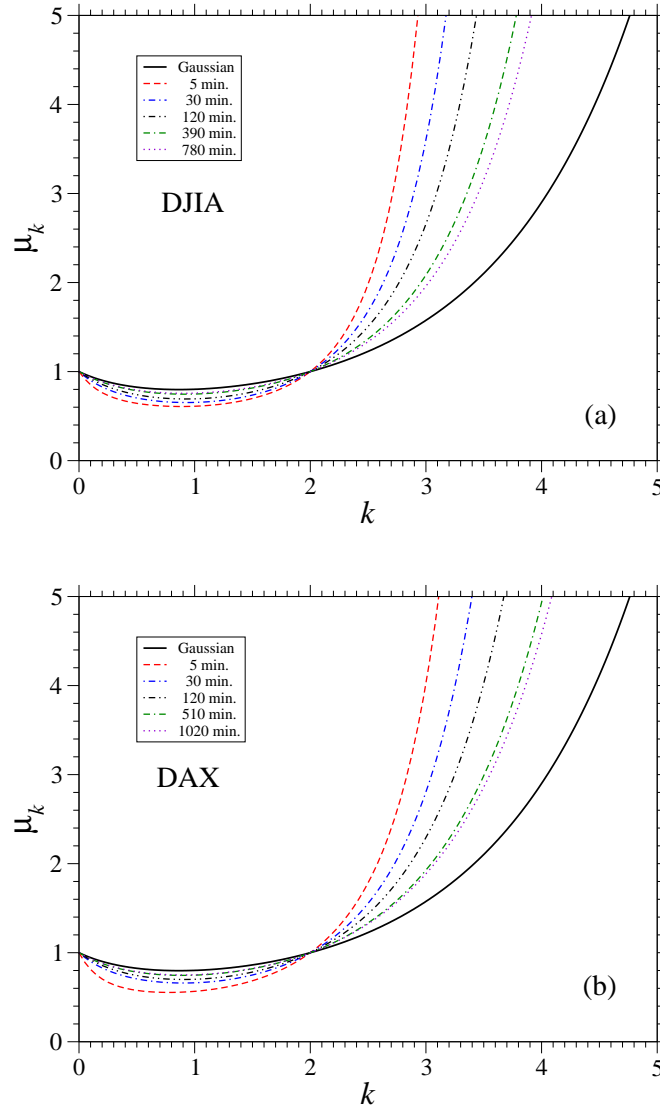 5
Gaussian
5 min.
30 min.
120 min.
390 min.
780 min.
4
3
DJIA
μk
2
1
(a)
0
0 1 2 3 4 5
k
5
Gaussian
5 min.
30 min.
120 min.
510 min.
1020 min.
4
3
DAX
μk
2
1
(b)
0
0 1 2 3 4 5
k